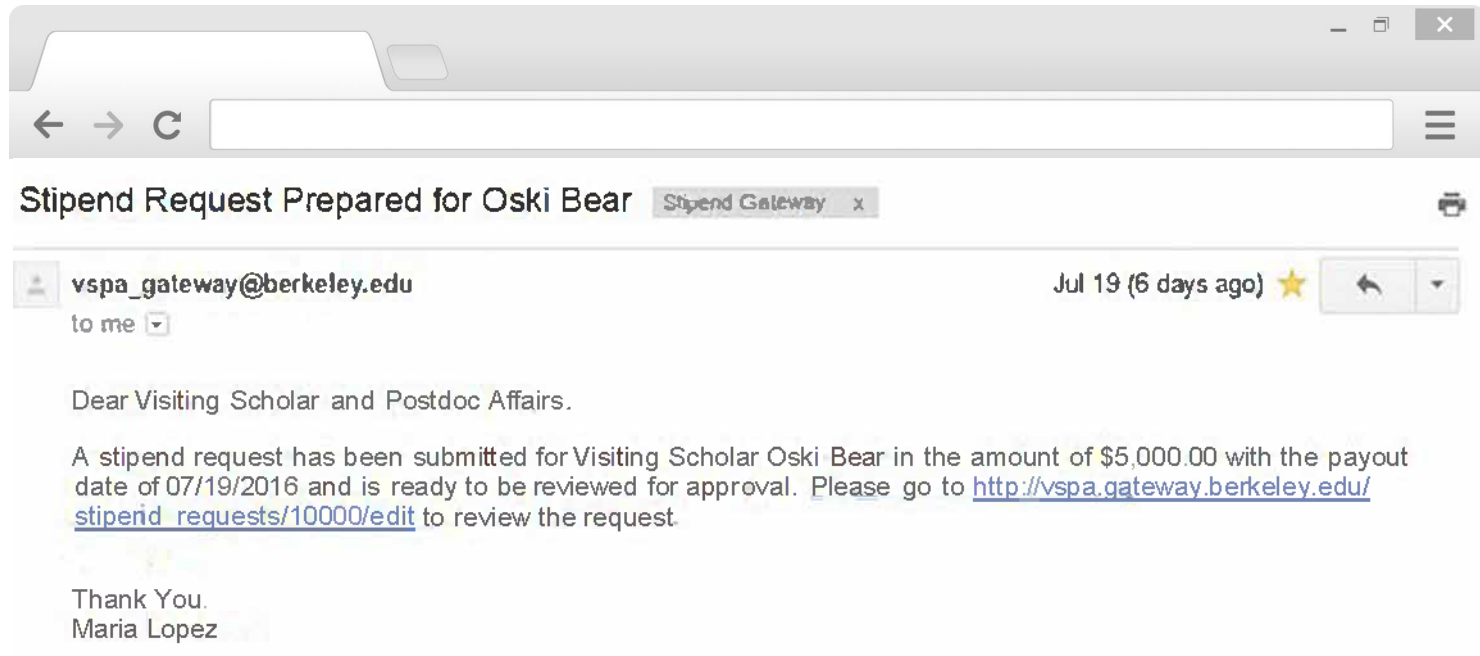 Stipend Request Prepared for Oski Bear Stipend Gateway x
vspa_gateway@berkeley.edu Jul 19 (6 days ago)
to me
Dear Visiting Scholar and Postdoc Affairs.
A stipend request has been submitted for Visiting Scholar Oski Bear in the amount of $5,000.00 with the payout
date of 07/19/2016 and is ready to be reviewed for approval. Please go to http://vspa.gateway.berkeley.edu/
stipend_requests/10000/edit to review the request.
Thank You.
Maria Lopez